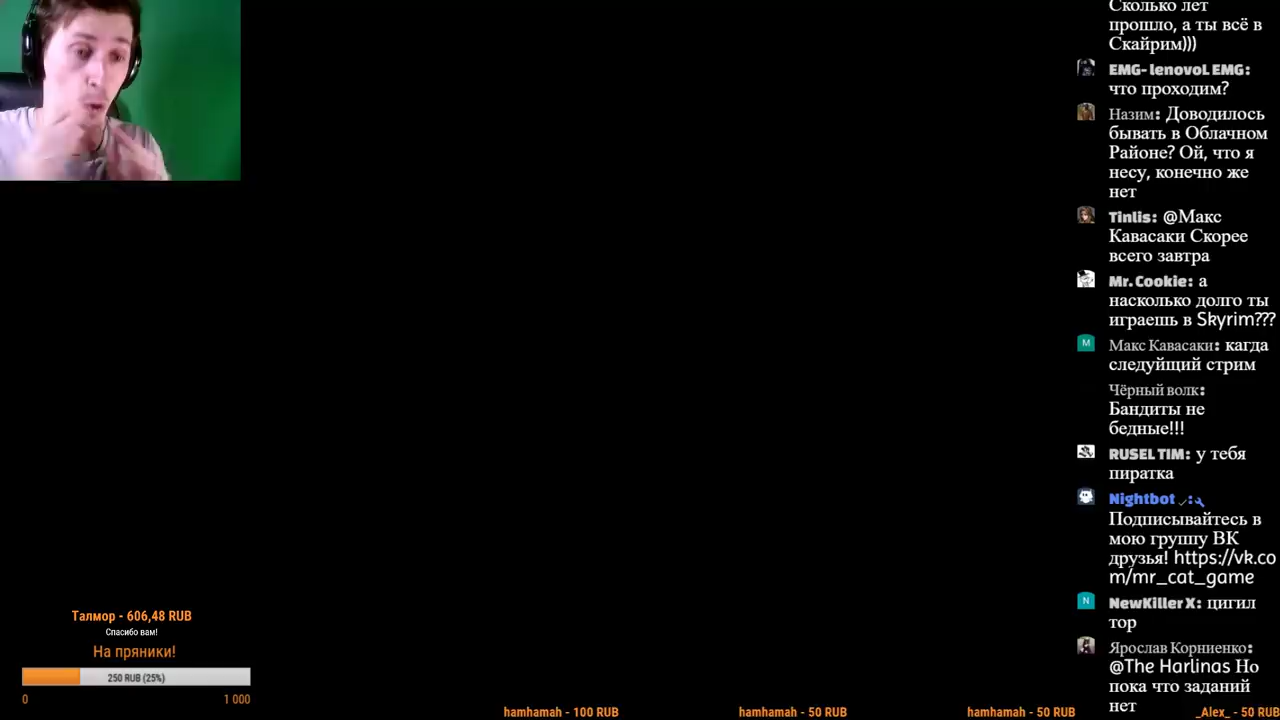 Сколько лет
прошло, а ты всё в
Скайрим)))
EMG- lenovoL EMG:
что проходим?
Назим: Доводилось
бывать в Облачном
Районе? Ой, что я
несу, конечно же
нет
Tinlis: @Макс
Кавасаки Скорее
всего завтра
Mr. Cookie: а
насколько долго ты
играешь в Skyrim???
М
Макс Кавасаки: кагда
следуйщий стрим
Чёрный волк:
Бандиты не
бедные!!!
RUSEL TIM: у тебя
пиратка
Nightbot :
Подписывайтесь в
мою группу ВК
друзья! https://vk.co
m/mr_cat_game
N
NewKiller X: цигил
тор
Ярослав Корниенко:
@The Harlinas Но
пока что заданий
нет
Талмор - 606,48 RUB
Спасибо вам!
На пряники!
250 RUB (25%)
0 1 000
hamhamah - 100 RUB hamhamah - 50 RUB hamhamah - 50 RUB _Alex_ - 50 RUB